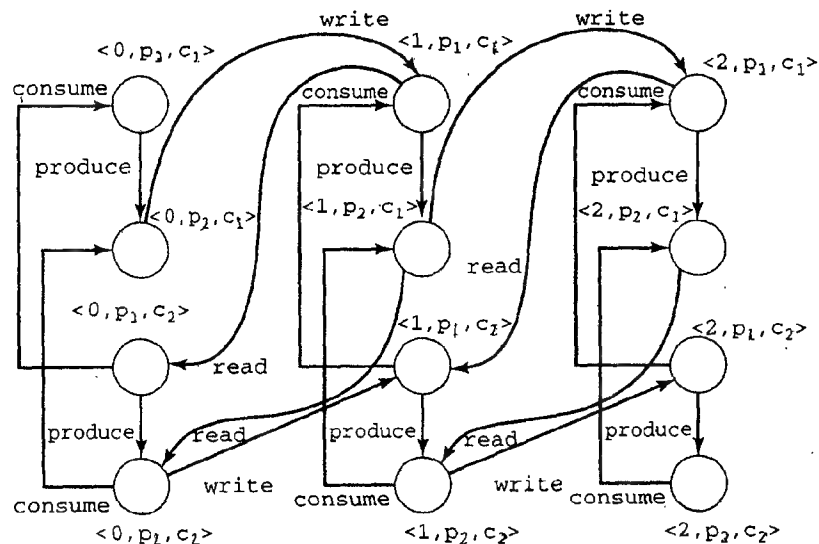 write
write
<0,p₁,c₁>
<1,p₁,c₁>
<2,p₁,c₁>
consume
consume
consume
produce
produce
produce
<0,p₂,c₁>
<1,p₂,c₁>
<2,p₂,c₁>
read
<0,p₁,c₂>
<1,p₁,c₂>
<2,p₁,c₂>
read
produce
read
produce
read
produce
consume
write
consume
write
consume
<0,p₂,c₂>
<1,p₂,c₂>
<2,p₂,c₂>